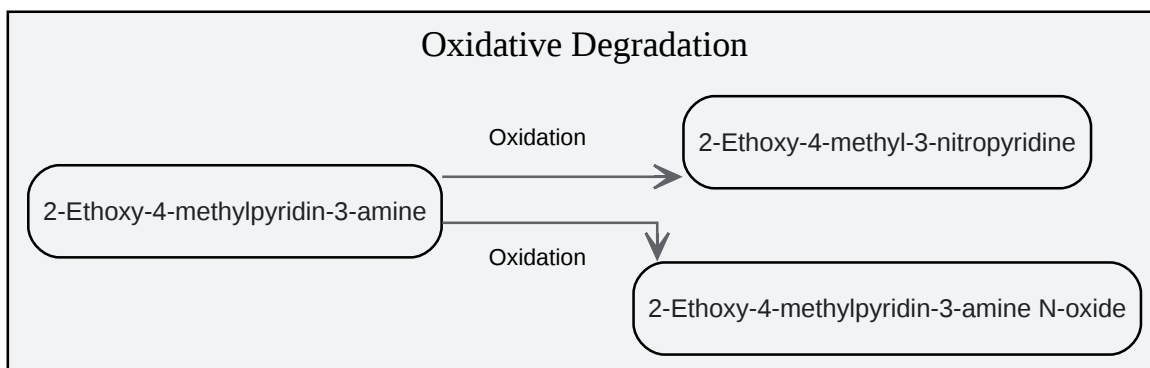 Oxidative Degradation
Oxidation
2-Ethoxy-4-methyl-3-nitropyridine
2-Ethoxy-4-methylpyridin-3-amine
Oxidation
2-Ethoxy-4-methylpyridin-3-amine N-oxide